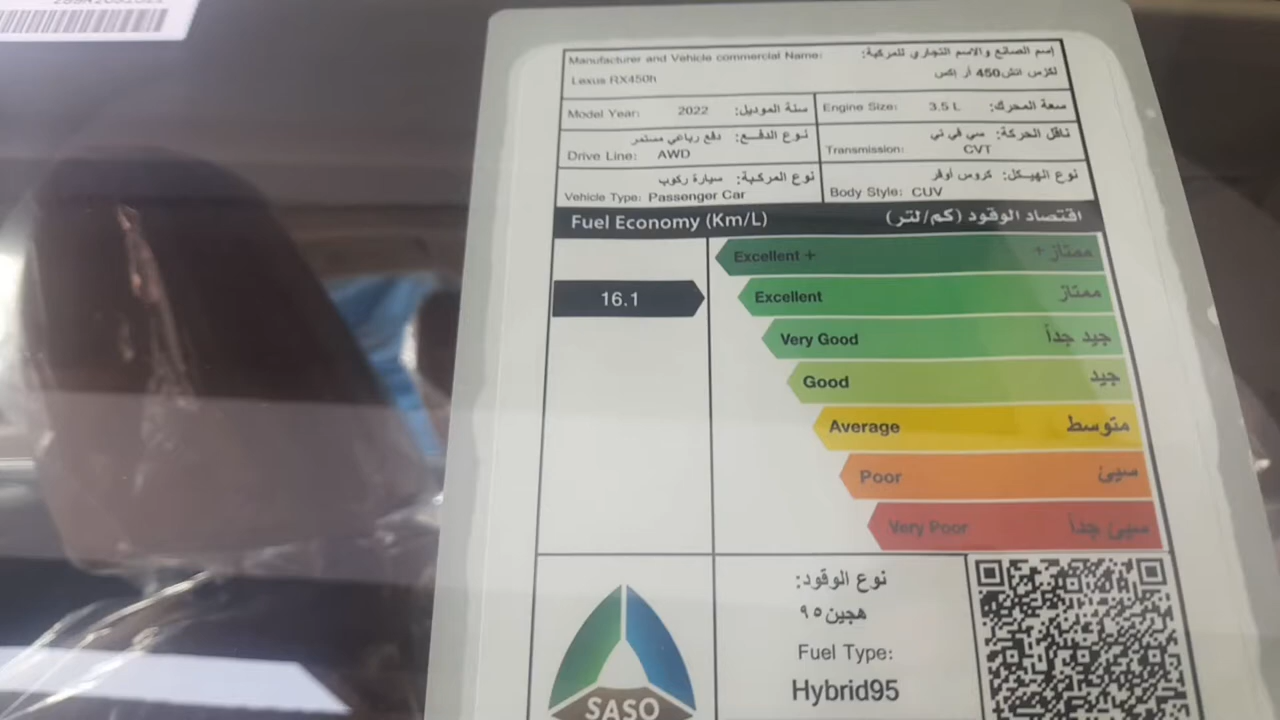 Manufacturer and Vehicle commercial Name: إسم الصانع والاسم التجاري للمركبة:
Lexus RX450h لكزس اتش450 أر إكس
Model Year: 2022 سنة الموديل: Engine Size: 3.5 L سعة المحرك:
نوع الدفع: دفع رباعي مستمر ناقل الحركة: سي في تي
Drive Line: AWD Transmission: CVT
نوع المركبة: سيارة ركوب نوع الهيكل: كروس أوفر
Vehicle Type: Passenger Car Body Style: CUV
Fuel Economy (Km/L) اقتصاد الوقود (كم/لتر)
Excellent + ممتاز +
16.1 Excellent ممتاز
Very Good جيد جداً
Good جيد
Average متوسط
Poor سيئ
Very Poor سيئ جداً
نوع الوقود:
هجين ٩٥
Fuel Type:
Hybrid95
SASO